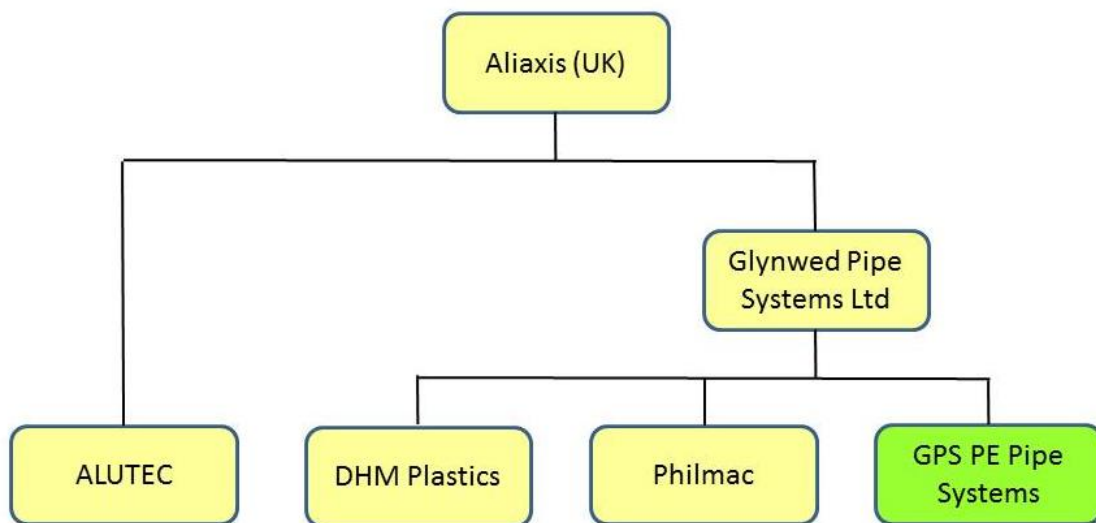 Aliaxis (UK)
Glynwed Pipe
Systems Ltd
ALUTEC
DHM Plastics
Philmac
GPS PE Pipe
Systems